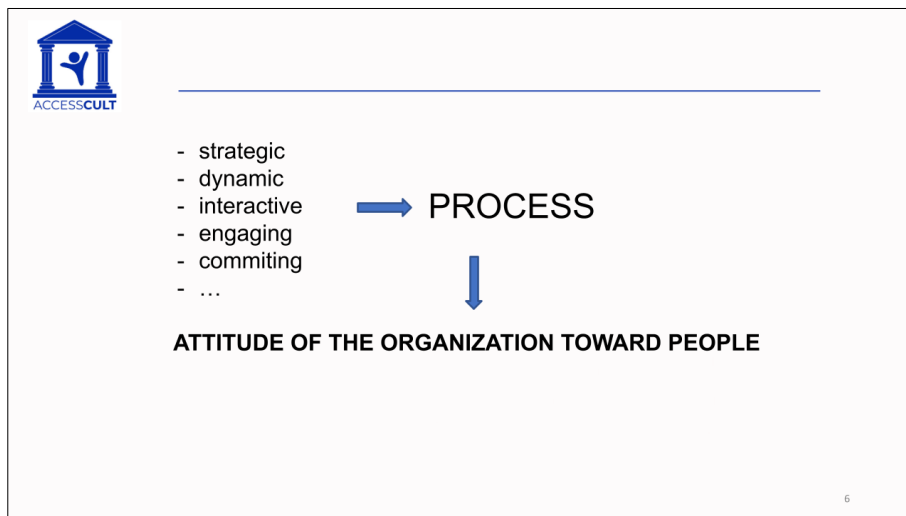 ACCESSCULT
- strategic
- dynamic
- interactive
- engaging
- commiting
- …
PROCESS
ATTITUDE OF THE ORGANIZATION TOWARD PEOPLE
6